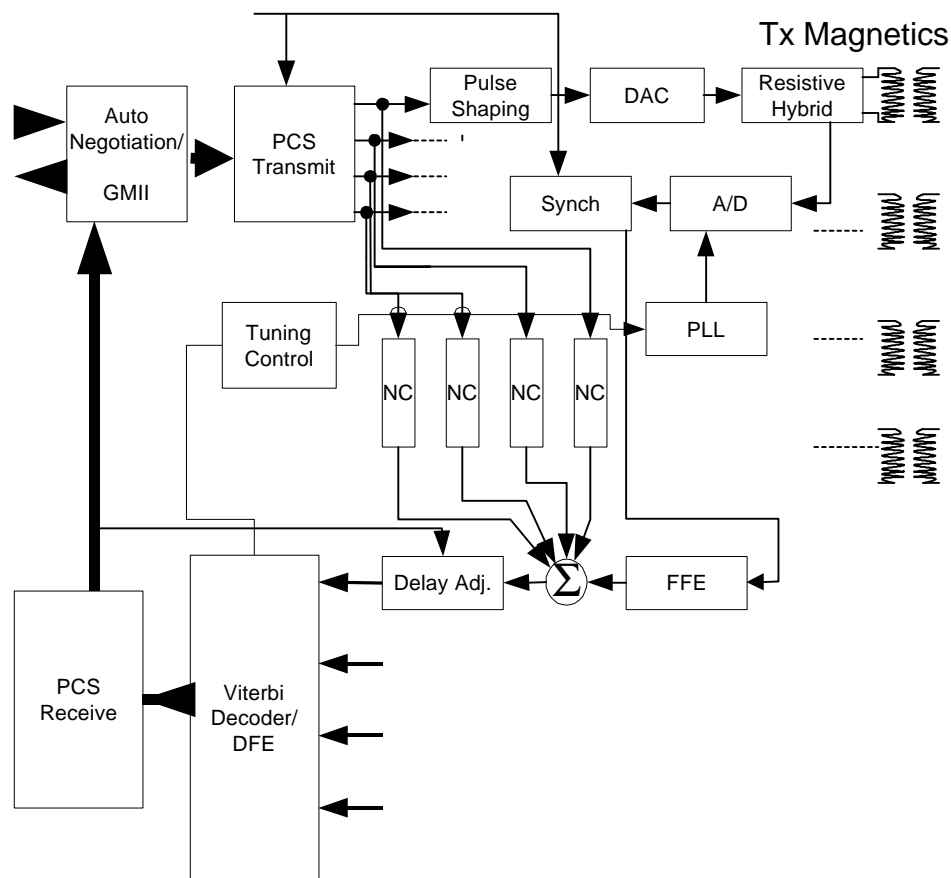 Tx Magnetics
Auto
Negotiation/
GMII
PCS
Transmit
Pulse
Shaping
DAC
Resistive
Hybrid
Synch
A/D
Tuning
Control
PLL
NC
NC
NC
NC
Delay Adj.
Σ
FFE
PCS
Receive
Viterbi
Decoder/
DFE